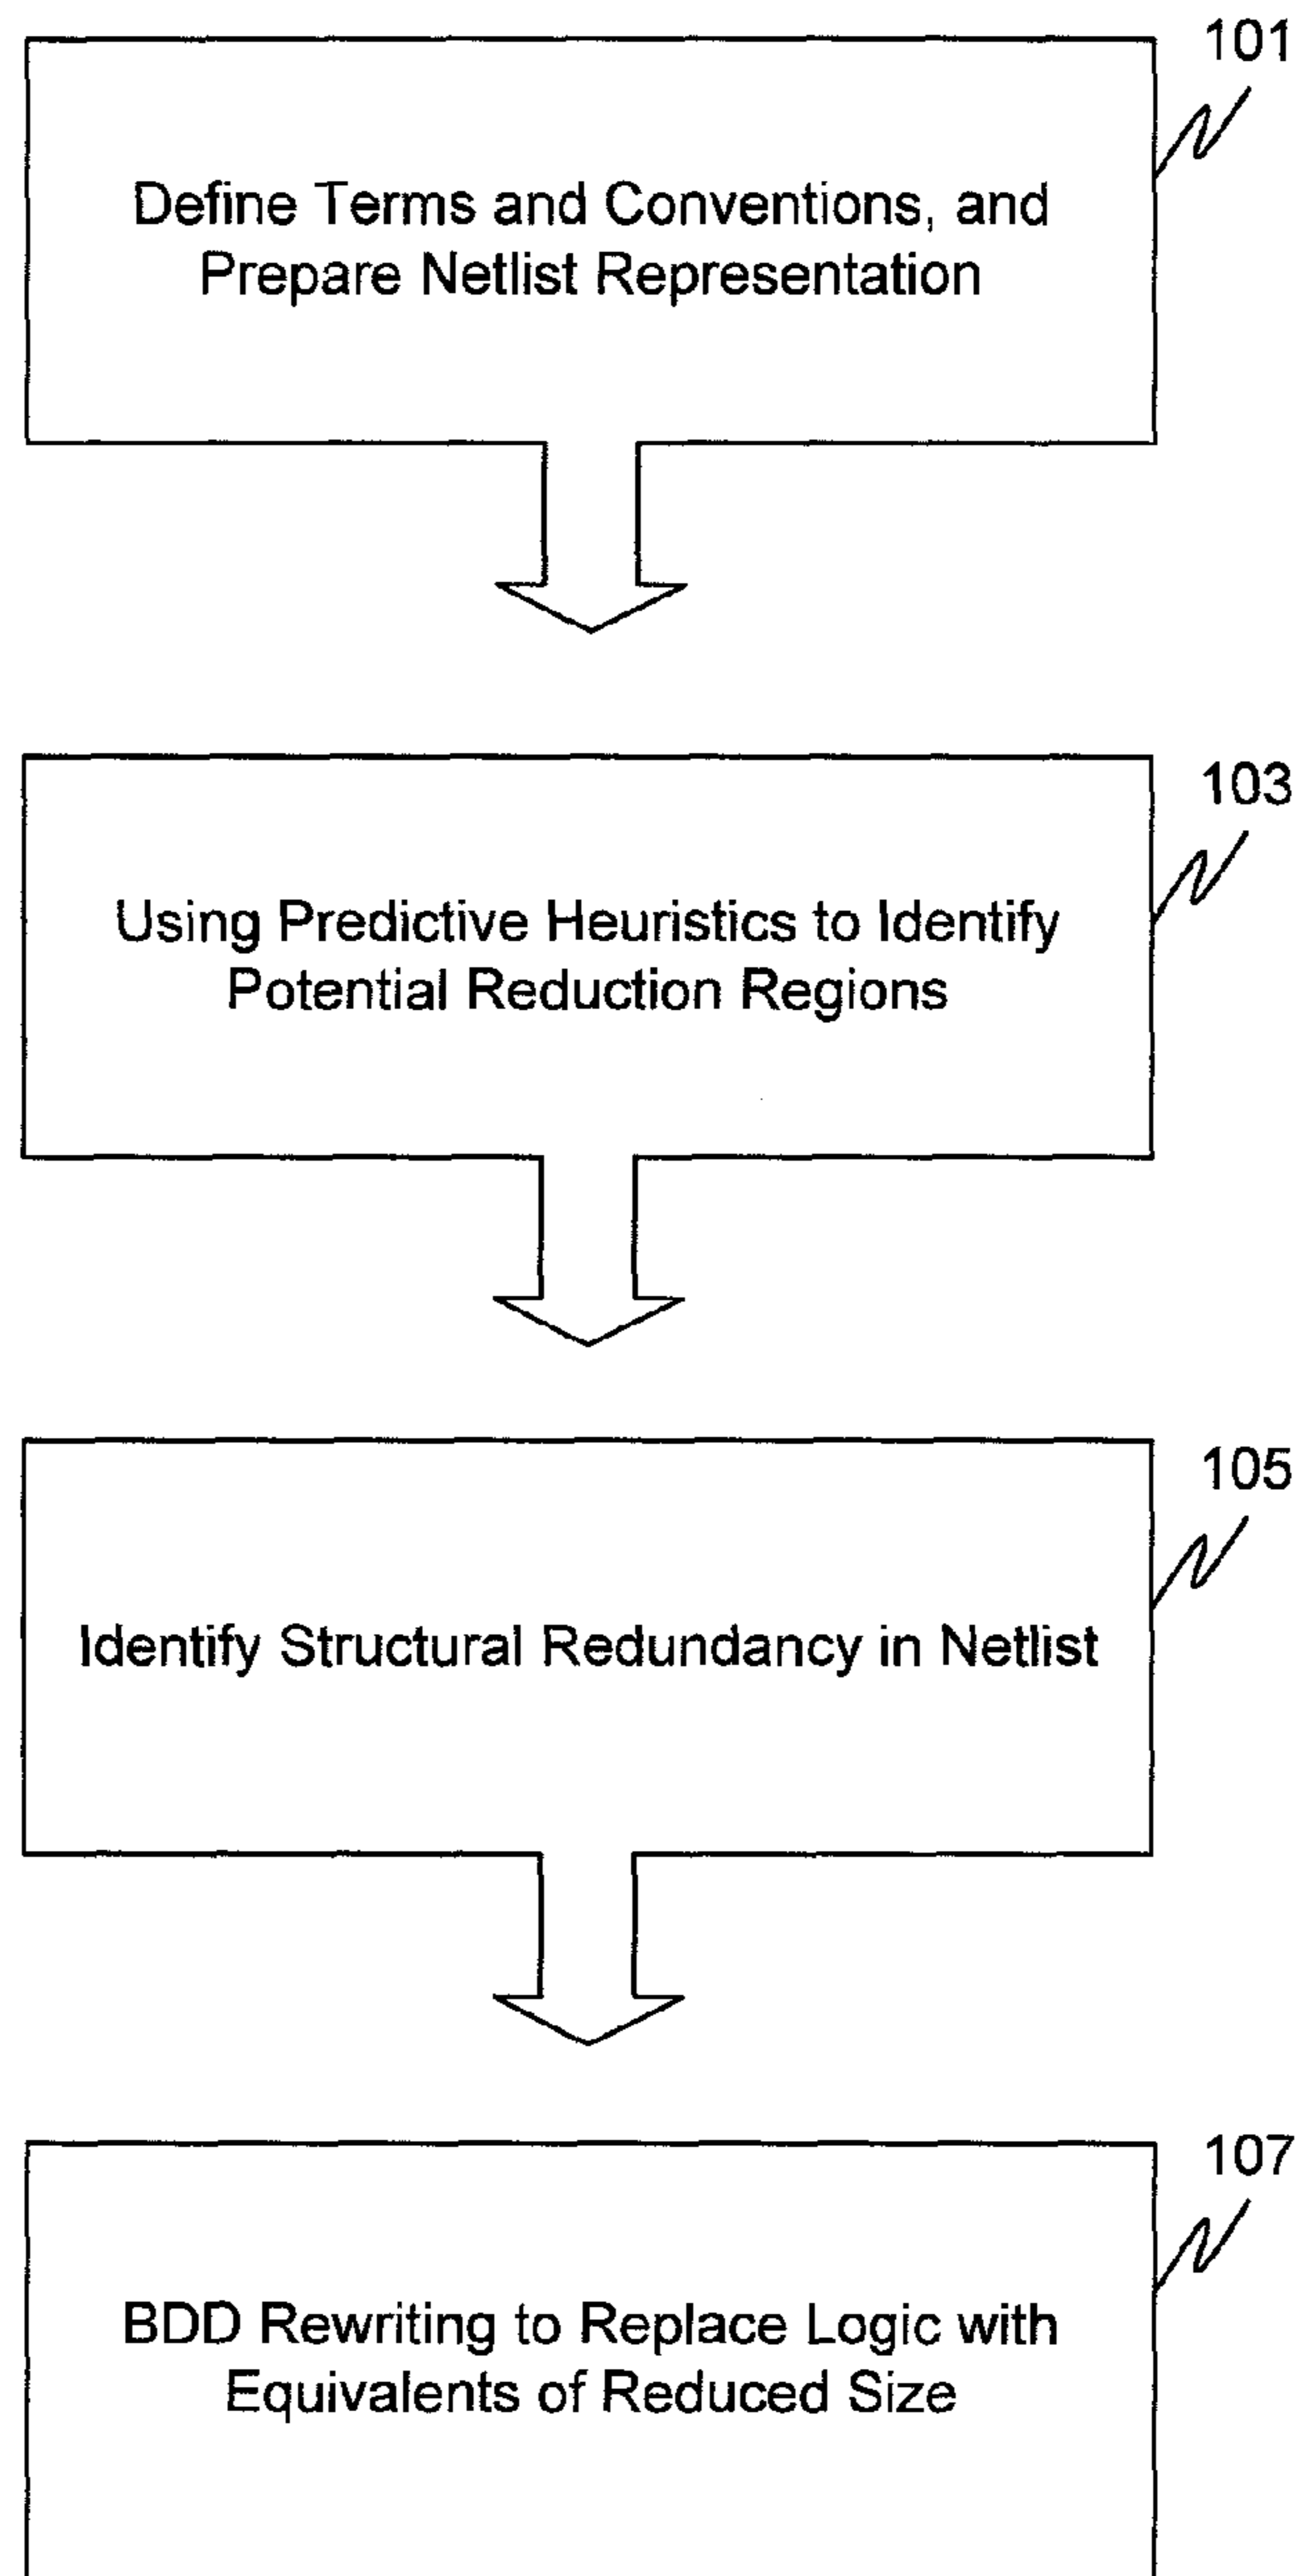 101
Define Terms and Conventions, and
Prepare Netlist Representation
103
Using Predictive Heuristics to Identify
Potential Reduction Regions
105
Identify Structural Redundancy in Netlist
107
BDD Rewriting to Replace Logic with
Equivalents of Reduced Size